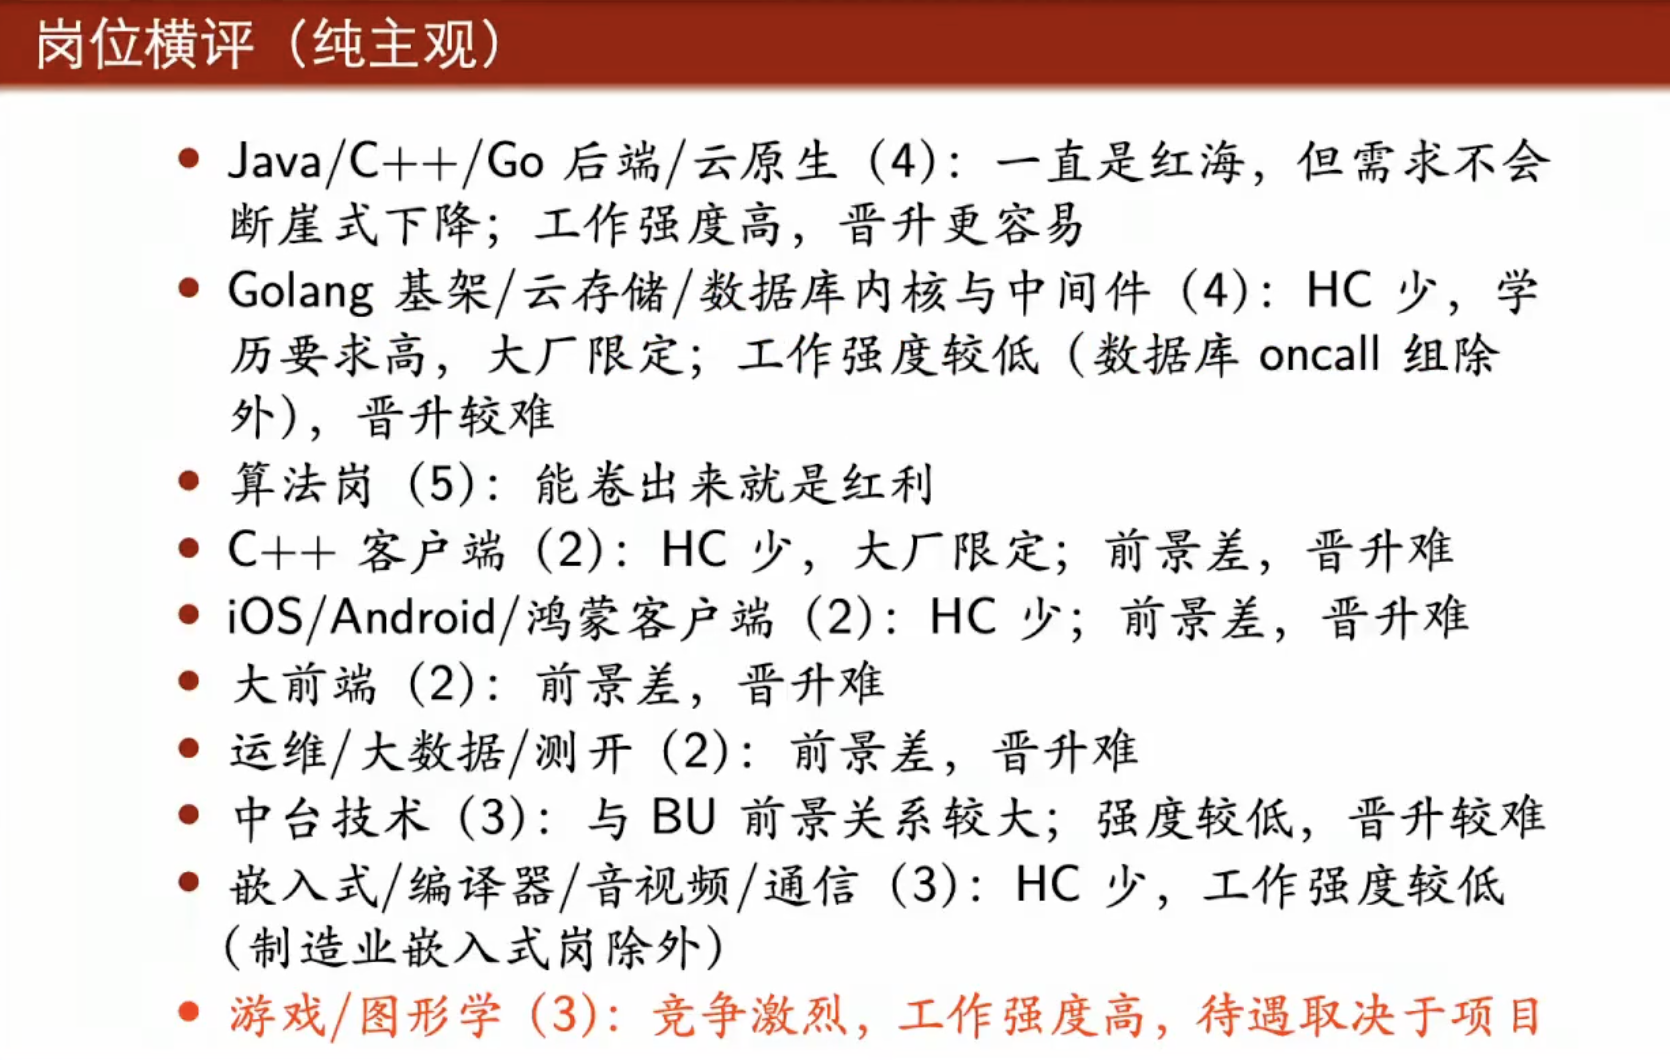 岗位横评（纯主观）
Java/C++/Go 后端/云原生（4）：一直是红海，但需求不会
断崖式下降；工作强度高，晋升更容易
Golang 基架/云存储/数据库内核与中间件（4）：HC 少，学
历要求高，大厂限定；工作强度较低（数据库 oncall 组除
外），晋升较难
算法岗（5）：能卷出来就是红利
C++ 客户端（2）：HC 少，大厂限定；前景差，晋升难
iOS/Android/鸿蒙客户端（2）：HC 少；前景差，晋升难
大前端（2）：前景差，晋升难
运维/大数据/测开（2）：前景差，晋升难
中台技术（3）：与 BU 前景关系较大；强度较低，晋升较难
嵌入式/编译器/音视频/通信（3）：HC 少，工作强度较低
（制造业嵌入式岗除外）
游戏/图形学（3）：竞争激烈，工作强度高，待遇取决于项目